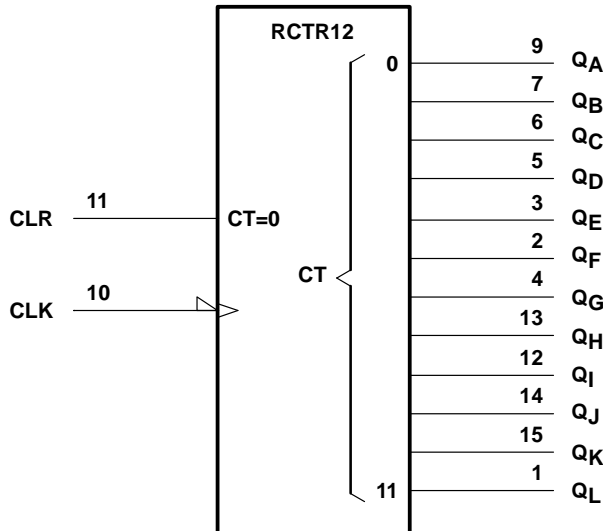 RCTR12
0
9 QA
7 QB
6 QC
5 QD
3 QE
2 QF
4 QG
13 QH
12 QI
14 QJ
15 QK
11 1 QL
CLR 11 CT=0
CLK 10
CT